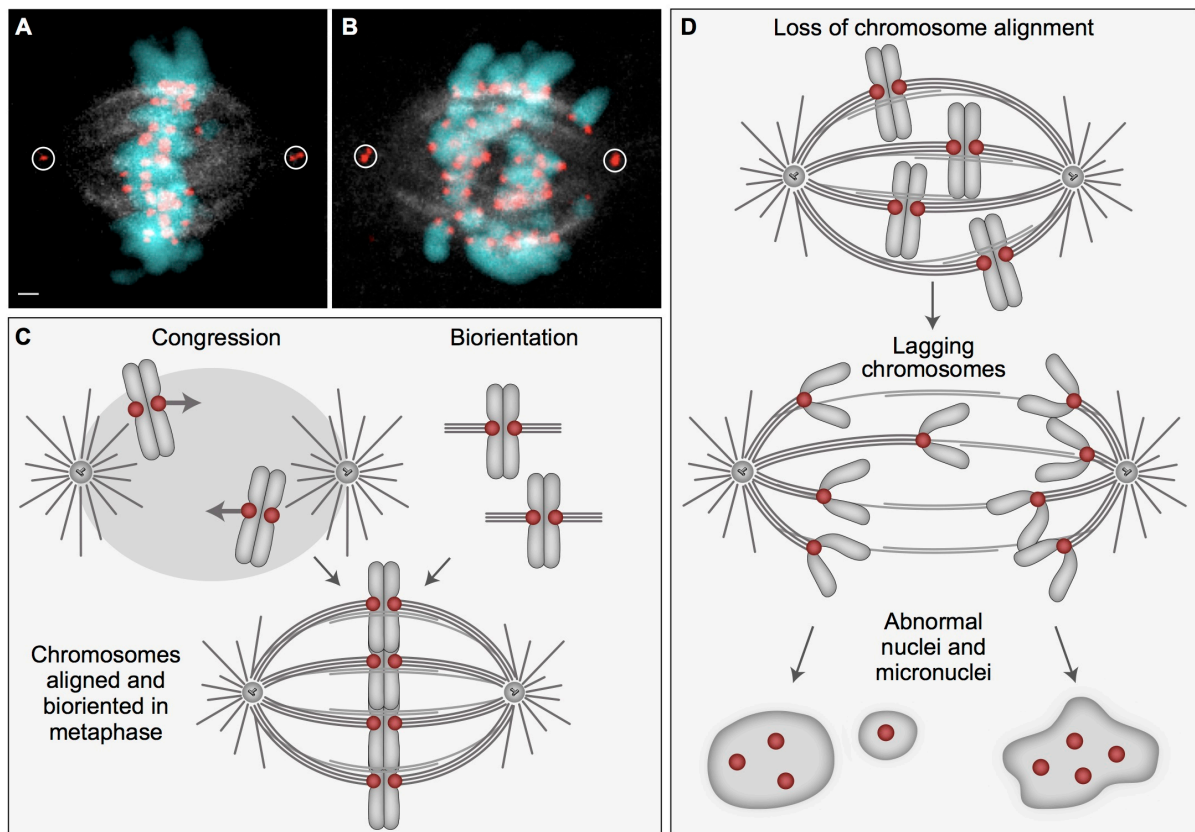 A
B
C
Congression
Biorientation
Chromosomes
aligned and
bioriented in
metaphase
D
Loss of chromosome alignment
Lagging
chromosomes
Abnormal
nuclei and
micronuclei